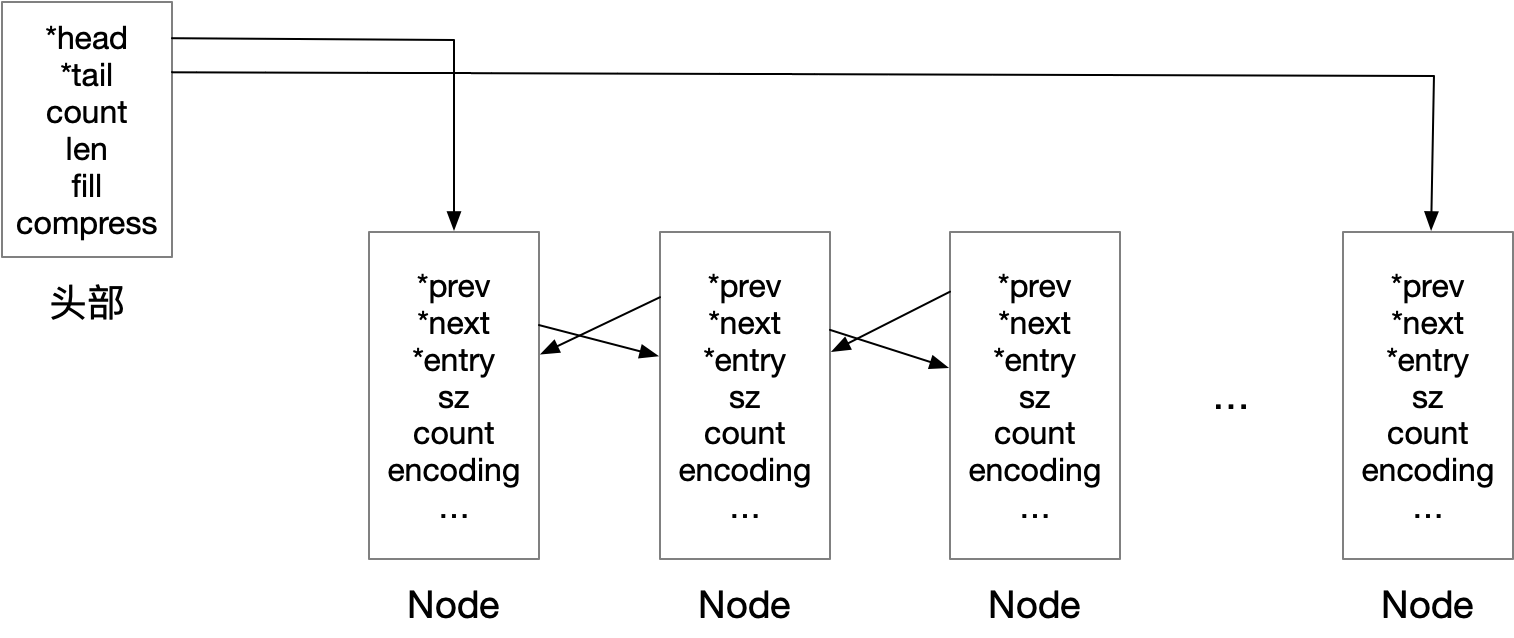 *head
*tail
count
len
fill
compress
头部
*prev
*next
*entry
sz
count
encoding
...
Node
*prev
*next
*entry
sz
count
encoding
...
Node
*prev
*next
*entry
sz
count
encoding
...
Node
...
*prev
*next
*entry
sz
count
encoding
...
Node